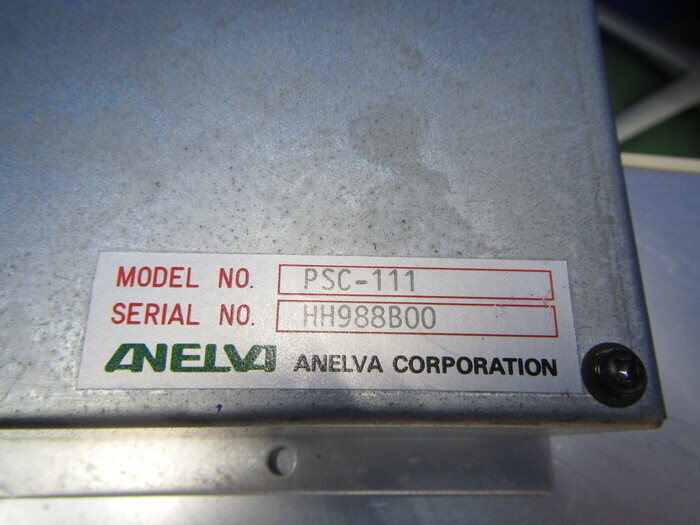 MODEL NO. PSC-111
SERIAL NO. HH988B00
ANELVA ANELVA CORPORATION